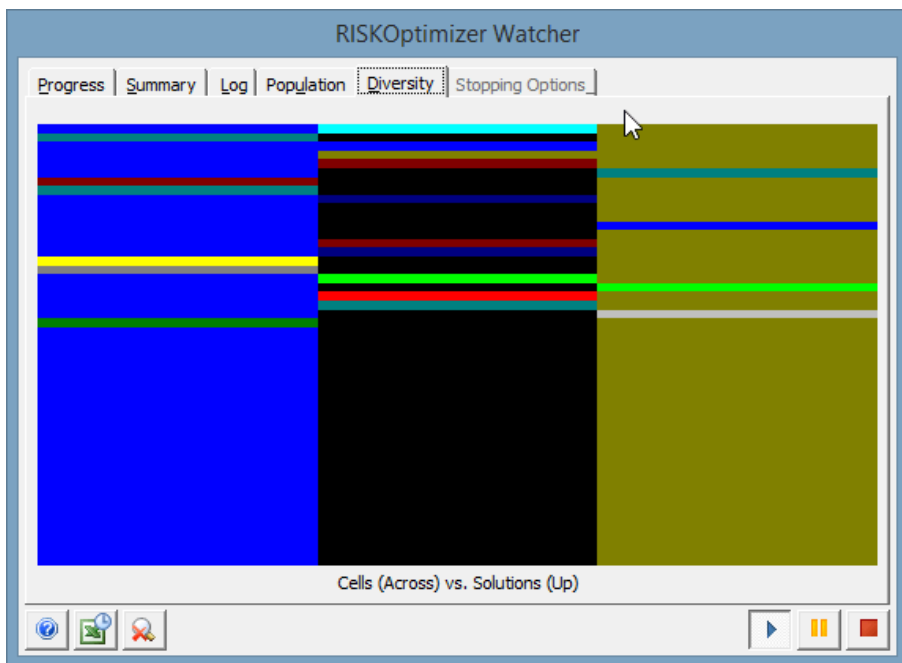 RISKOptimizer Watcher
Progress Summary Log Population Diversity Stopping Options
Cells (Across) vs. Solutions (Up)